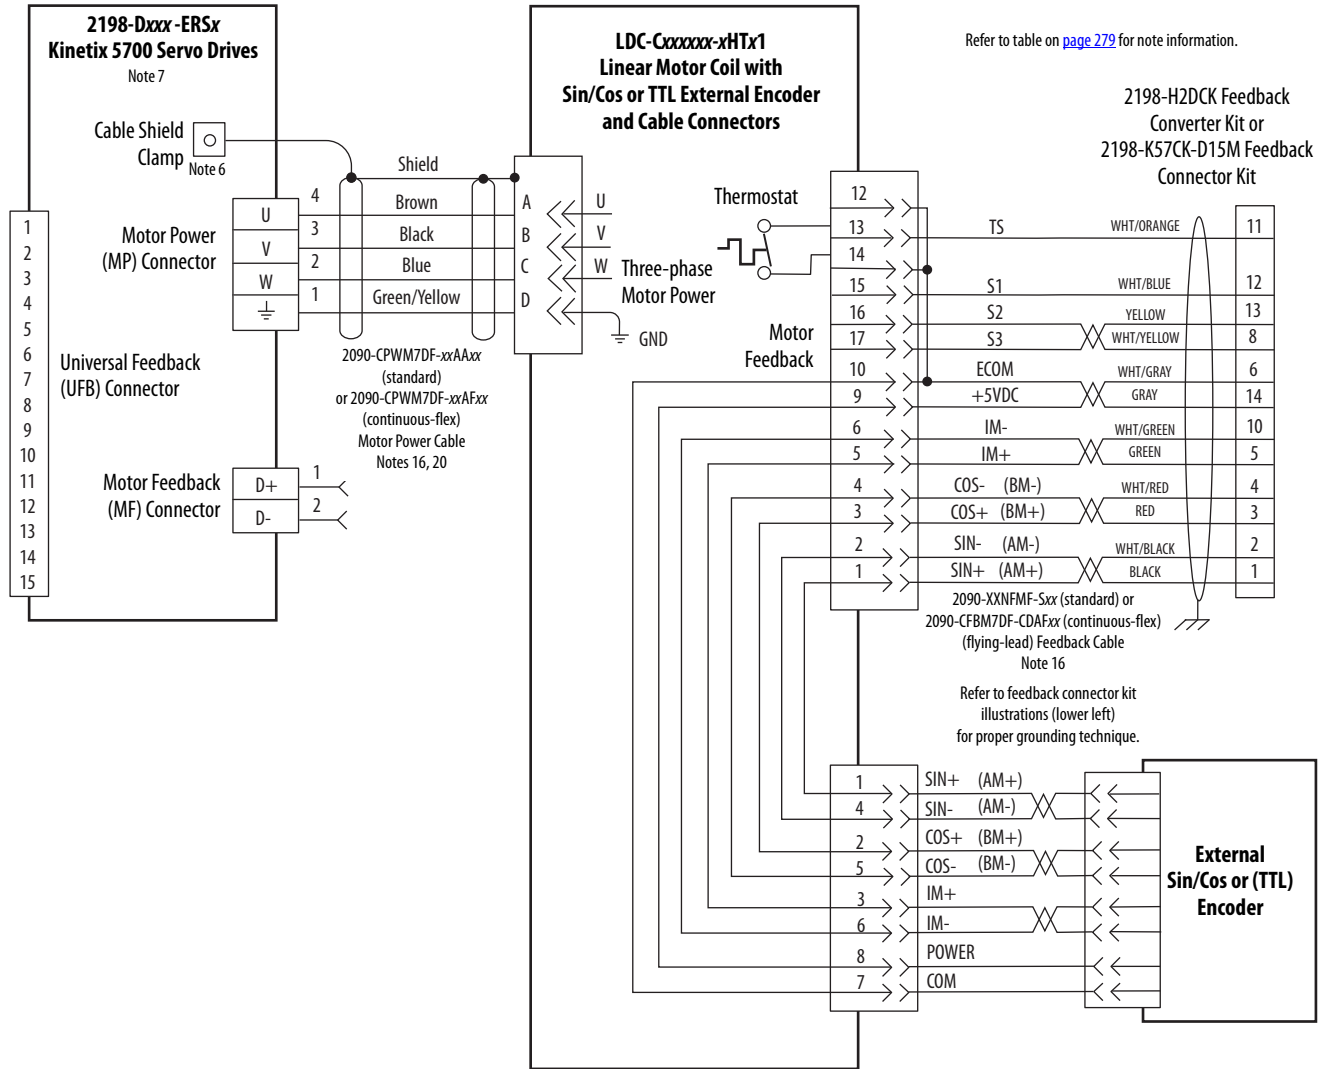 2198-Dxxx -ERSx
Kinetix 5700 Servo Drives
Note 7
Cable Shield
Clamp
Note 6
Motor Power
(MP) Connector
U
V
W
4
3
2
1
1
2
3
4
5
6
7
8
9
10
11
12
13
14
15
Universal Feedback
(UFB) Connector
Motor Feedback
(MF) Connector
D+
D-
1
2
Shield
Brown
Black
Blue
Green/Yellow
2090-CPWM7DF-xxAAxx
(standard)
or 2090-CPWM7DF-xxAFxx
(continuous-flex)
Motor Power Cable
Notes 16, 20
LDC-Cxxxxxx-xHTx1
Linear Motor Coil with
Sin/Cos or TTL External Encoder
and Cable Connectors
A
B
C
D
U
V
W
Three-phase
Motor Power
GND
Thermostat
Motor
Feedback
12
13
14
15
16
17
10
9
6
5
4
3
2
1
Refer to table on page 279 for note information.
2198-H2DCK Feedback
Converter Kit or
2198-K57CK-D15M Feedback
Connector Kit
TS WHT/ORANGE 11
S1 WHT/BLUE 12
S2 YELLOW 13
S3 WHT/YELLOW 8
ECOM WHT/GRAY 6
+5VDC GRAY 14
IM- WHT/GREEN 10
IM+ GREEN 5
COS- (BM-) WHT/RED 4
COS+ (BM+) RED 3
SIN- (AM-) WHT/BLACK 2
SIN+ (AM+) BLACK 1
2090-XXNFMF-Sxx (standard) or
2090-CFBM7DF-CDAFxx (continuous-flex)
(flying-lead) Feedback Cable
Note 16
Refer to feedback connector kit
illustrations (lower left)
for proper grounding technique.
1 SIN+ (AM+)
4 SIN- (AM-)
2 COS+ (BM+)
5 COS- (BM-)
3 IM+
6 IM-
8 POWER
7 COM
External
Sin/Cos or (TTL)
Encoder